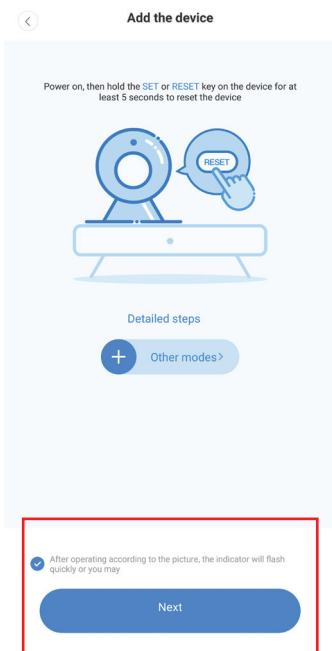 Add the device
Power on, then hold the SET or RESET key on the device for at
least 5 seconds to reset the device
RESET
Detailed steps
Other modes>
After operating according to the picture, the indicator will flash
quickly or you may
Next